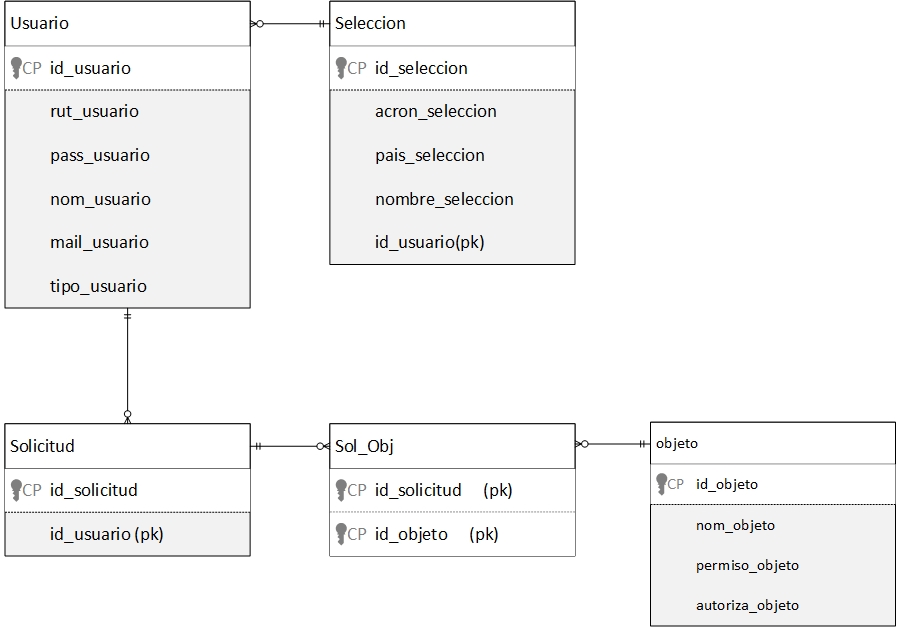 Usuario
CP id_usuario
rut_usuario
pass_usuario
nom_usuario
mail_usuario
tipo_usuario
Seleccion
CP id_seleccion
acron_seleccion
pais_seleccion
nombre_seleccion
id_usuario(pk)
Solicitud
CP id_solicitud
id_usuario (pk)
Sol_Obj
CP id_solicitud (pk)
CP id_objeto (pk)
objeto
CP id_objeto
nom_objeto
permiso_objeto
autoriza_objeto